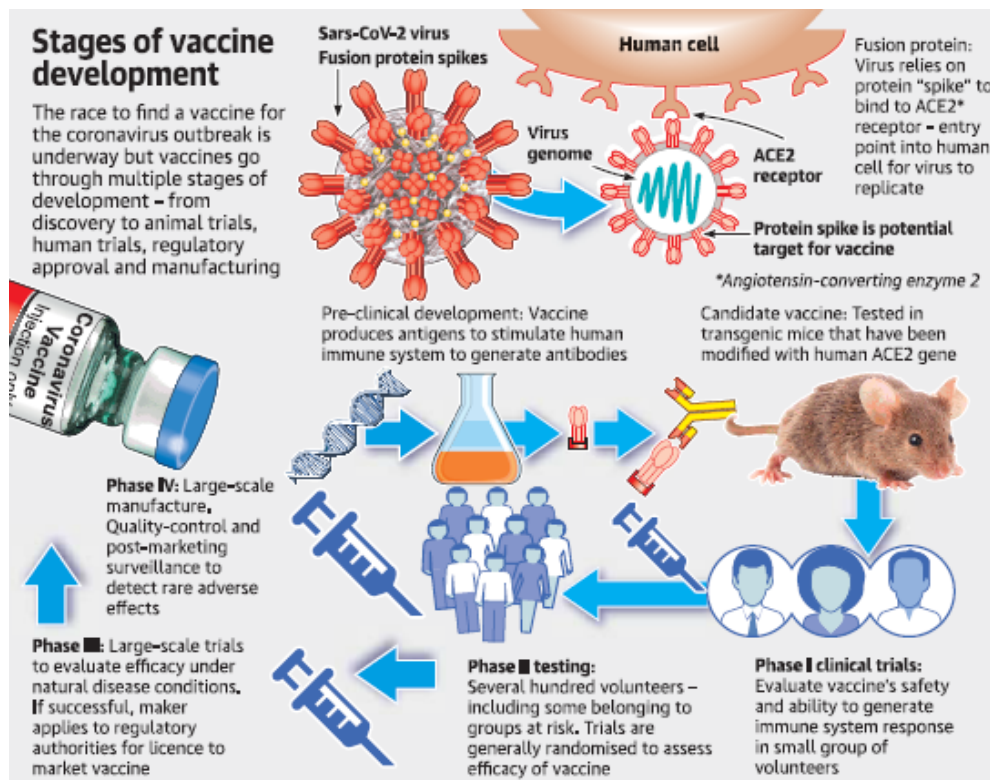 Stages of vaccine
development
The race to find a vaccine for
the coronavirus outbreak is
underway but vaccines go
through multiple stages of
development – from
discovery to animal trials,
human trials, regulatory
approval and manufacturing
Sars-CoV-2 virus
Fusion protein spikes
Human cell
Virus
genome
ACE2
receptor
Fusion protein:
Virus relies on
protein “spike” to
bind to ACE2*
receptor – entry
point into human
cell for virus to
replicate
Protein spike is potential
target for vaccine
*Angiotensin-converting enzyme 2
Coronavirus
Vaccine
Injection
Pre-clinical development: Vaccine
produces antigens to stimulate human
immune system to generate antibodies
Candidate vaccine: Tested in
transgenic mice that have been
modified with human ACE2 gene
Phase I clinical trials:
Evaluate vaccine’s safety
and ability to generate
immune system response
in small group of
volunteers
Phase II testing:
Several hundred volunteers –
including some belonging to
groups at risk. Trials are
generally randomised to assess
efficacy of vaccine
Phase III: Large-scale trials
to evaluate efficacy under
natural disease conditions.
If successful, maker
applies to regulatory
authorities for licence to
market vaccine
Phase IV: Large-scale
manufacture.
Quality-control and
post-marketing
surveillance to
detect rare adverse
effects